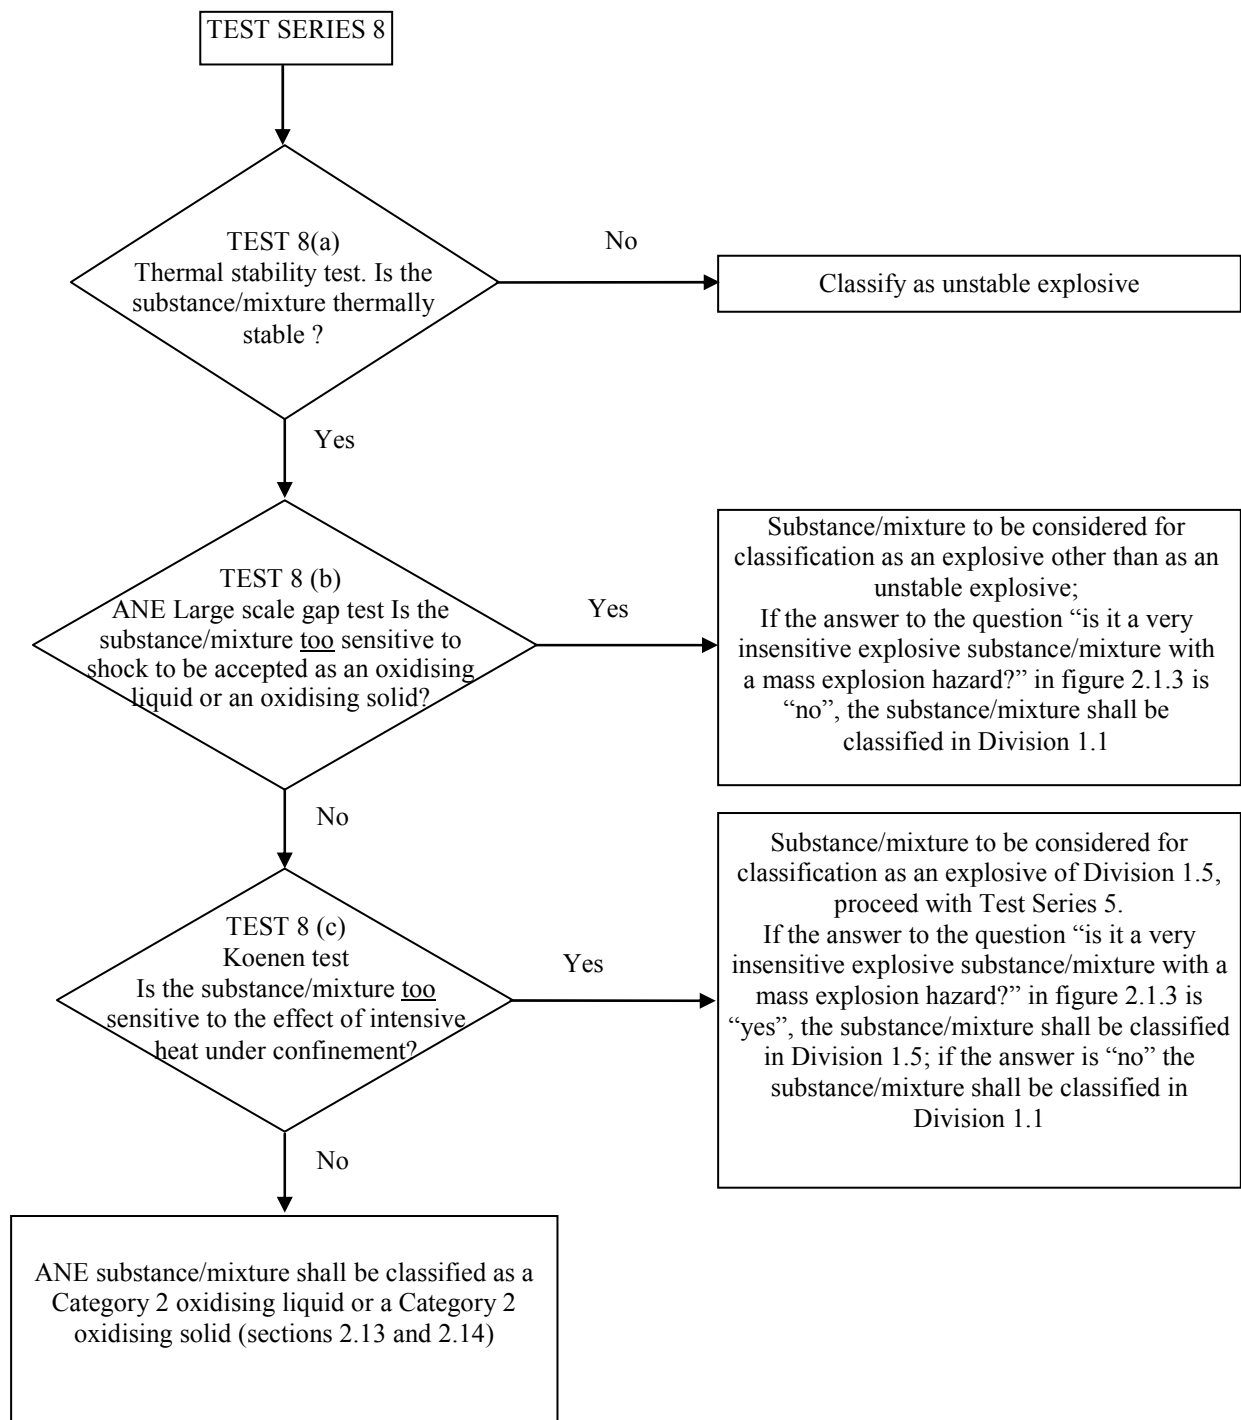 TEST SERIES 8
TEST 8(a)
Thermal stability test. Is the
substance/mixture thermally
stable ?
No
Classify as unstable explosive
Yes
TEST 8 (b)
ANE Large scale gap test Is the
substance/mixture too sensitive to
shock to be accepted as an oxidising
liquid or an oxidising solid?
Yes
Substance/mixture to be considered for
classification as an explosive other than as an
unstable explosive;
If the answer to the question “is it a very
insensitive explosive substance/mixture with
a mass explosion hazard?” in figure 2.1.3 is
“no”, the substance/mixture shall be
classified in Division 1.1
No
TEST 8 (c)
Koenen test
Is the substance/mixture too
sensitive to the effect of intensive
heat under confinement?
Yes
Substance/mixture to be considered for
classification as an explosive of Division 1.5,
proceed with Test Series 5.
If the answer to the question “is it a very
insensitive explosive substance/mixture with a
mass explosion hazard?” in figure 2.1.3 is
“yes”, the substance/mixture shall be classified
in Division 1.5; if the answer is “no” the
substance/mixture shall be classified in
Division 1.1
No
ANE substance/mixture shall be classified as a
Category 2 oxidising liquid or a Category 2
oxidising solid (sections 2.13 and 2.14)